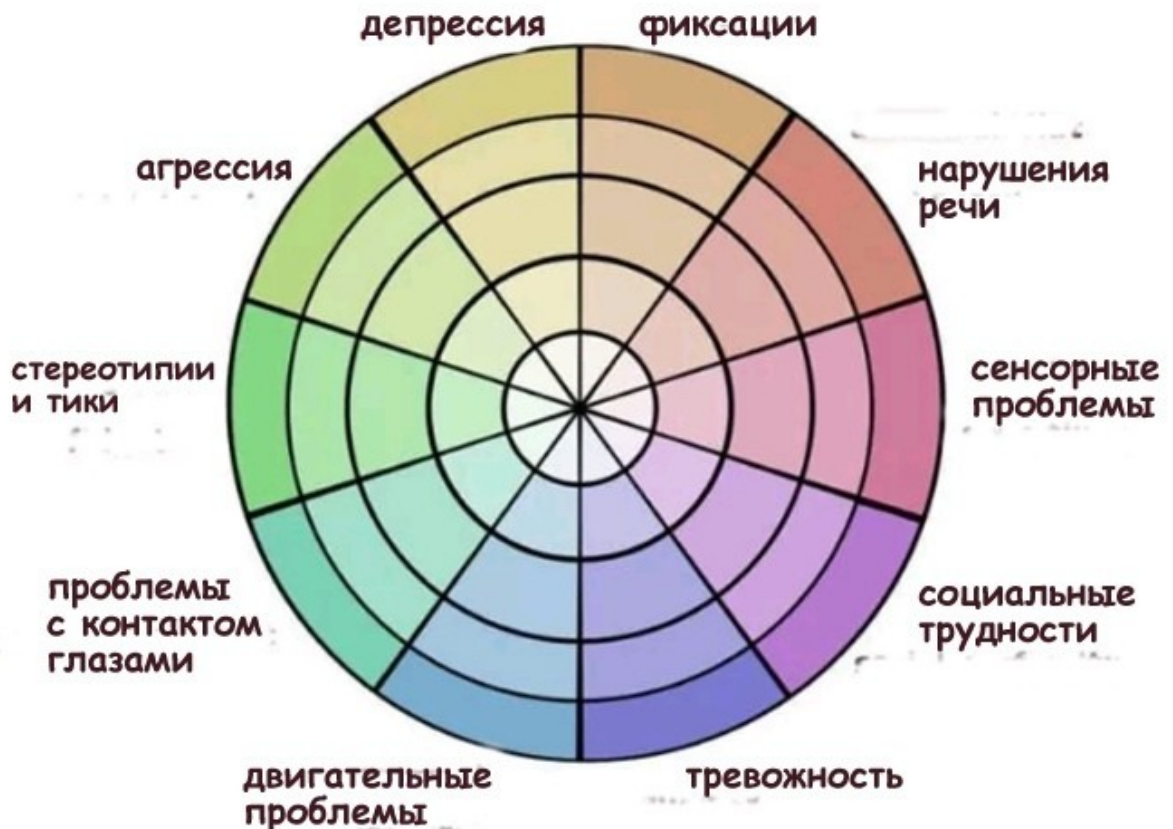 депрессия
фиксации
нарушения
речи
сенсорные
проблемы
социальные
трудности
тревожность
двигательные
проблемы
проблемы
с контактом
глазами
стереотипии
и тики
агрессия